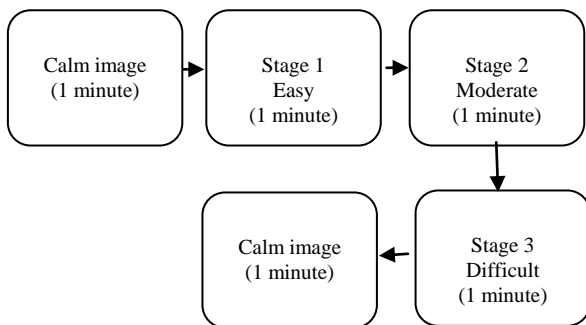 Calm image
(1 minute)
Stage 1
Easy
(1 minute)
Stage 2
Moderate
(1 minute)
Stage 3
Difficult
(1 minute)
Calm image
(1 minute)